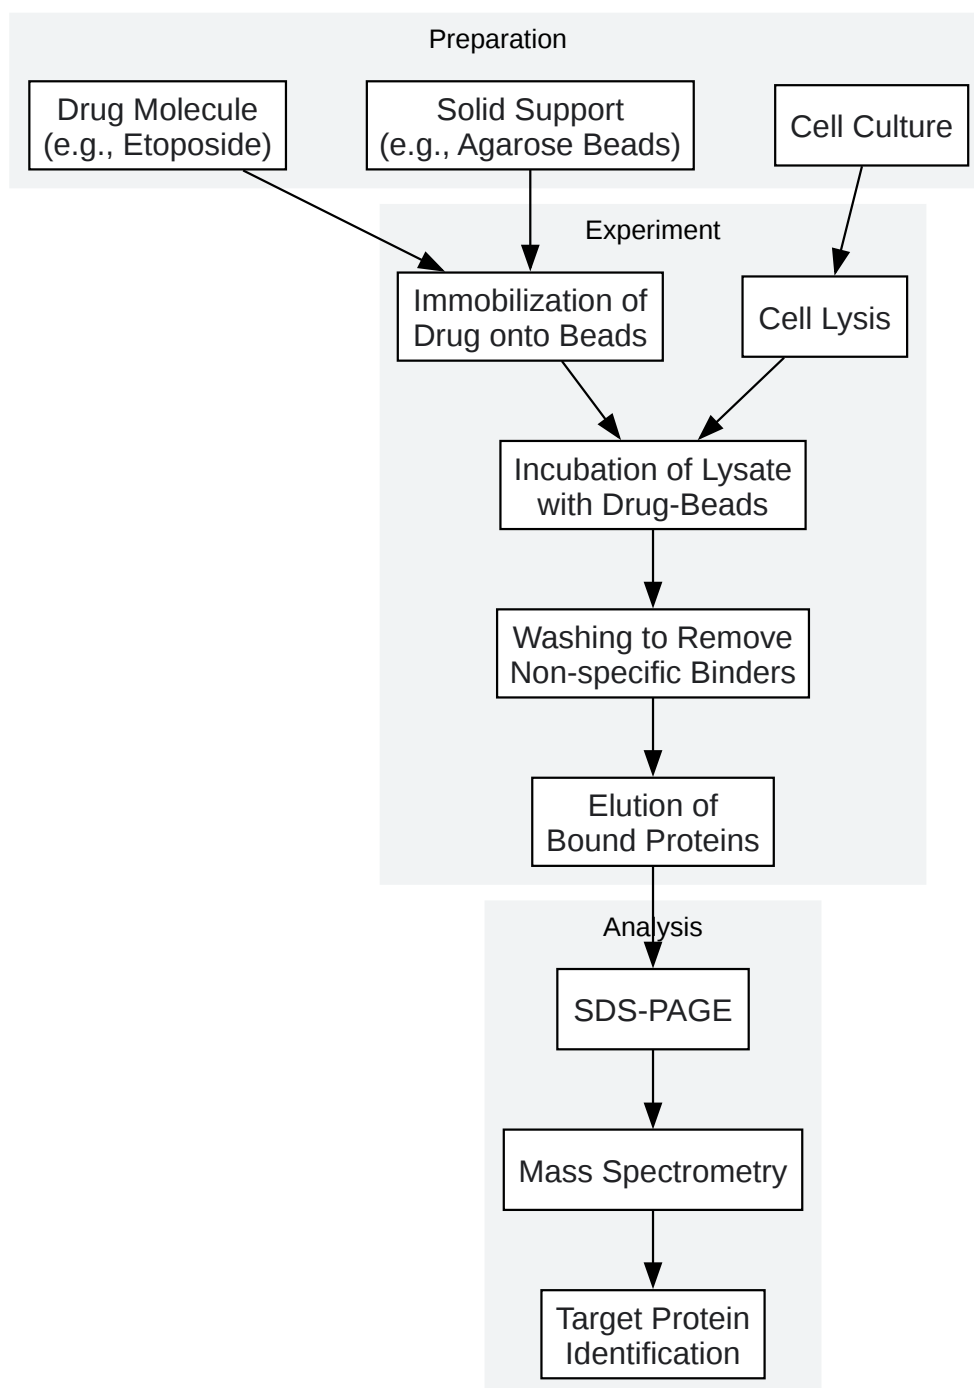 Preparation
Drug Molecule
(e.g., Etoposide)
Solid Support
(e.g., Agarose Beads)
Cell Culture
Experiment
Immobilization of
Drug onto Beads
Cell Lysis
Incubation of Lysate
with Drug-Beads
Washing to Remove
Non-specific Binders
Elution of
Bound Proteins
Analysis
SDS-PAGE
Mass Spectrometry
Target Protein
Identification